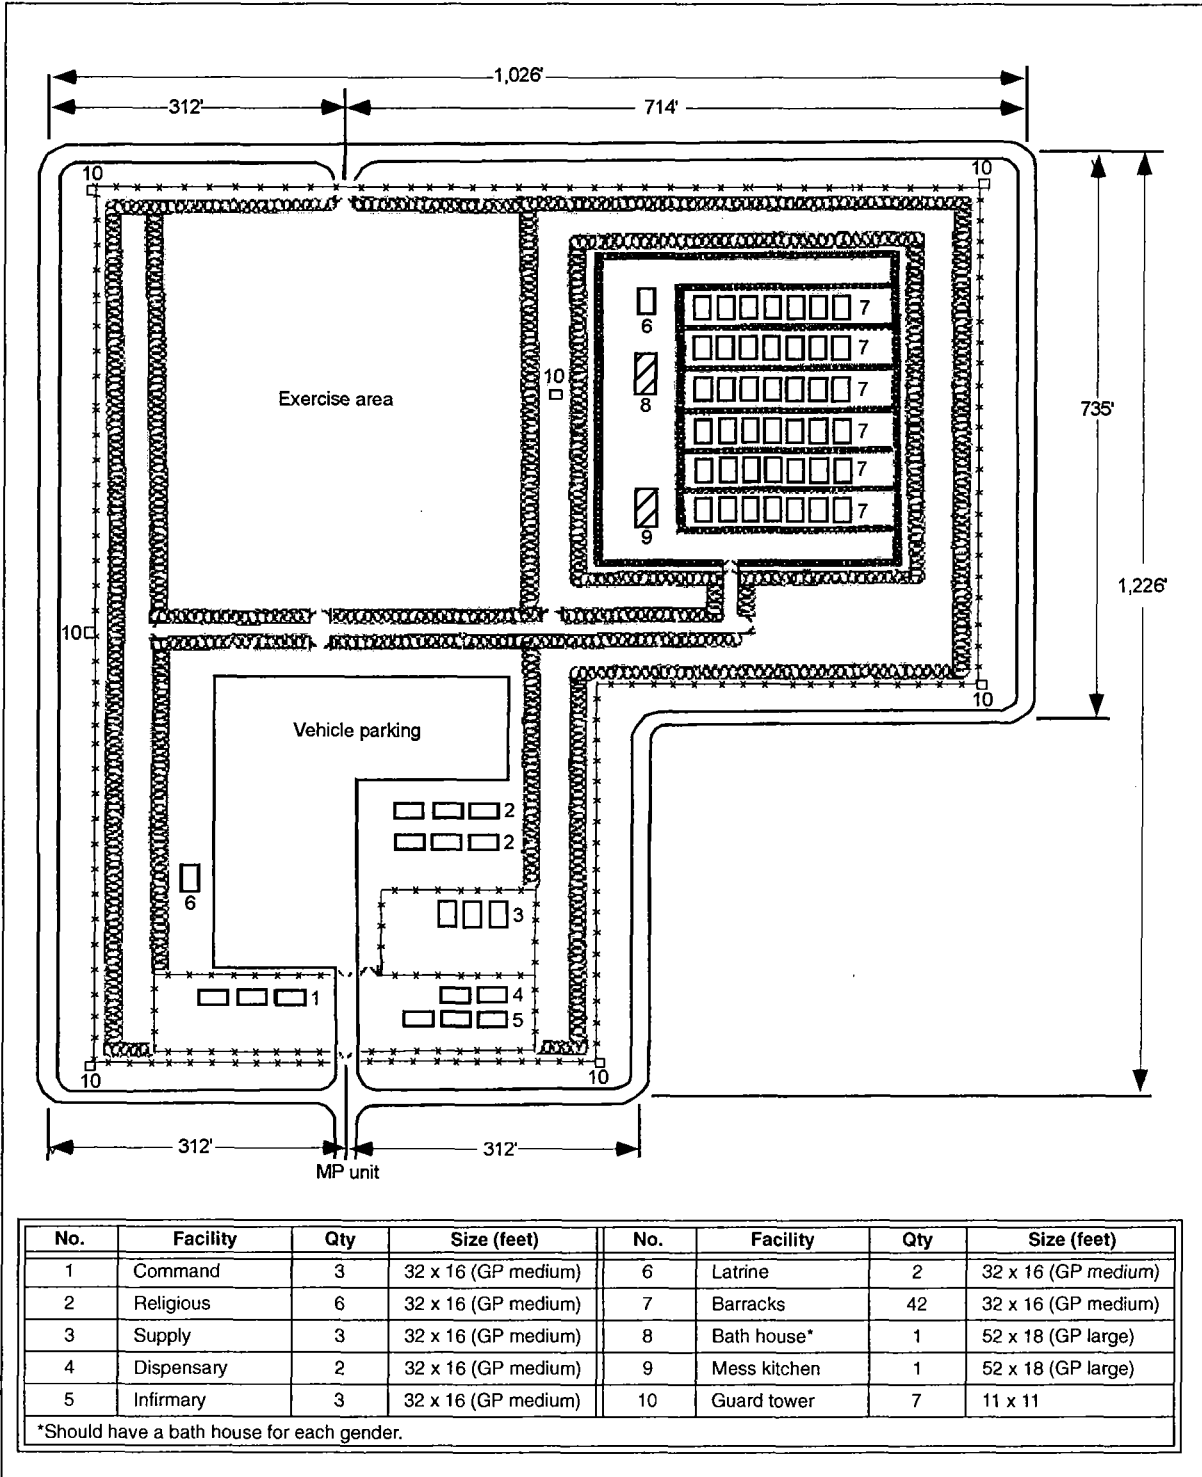 1,026'
312' 714'
10 10
6 7
7
10
Exercise area 8 7
735'
7
7
9 7
1,226'
10
10
Vehicle parking
2
2
6
3
1 4
5
10 10
312' 312'
MP unit
No. Facility Qty Size (feet) No. Facility Qty Size (feet)
1 Command 3 32 x 16 (GP medium) 6 Latrine 2 32 x 16 (GP medium)
2 Religious 6 32 x 16 (GP medium) 7 Barracks 42 32 x 16 (GP medium)
3 Supply 3 32 x 16 (GP medium) 8 Bath house* 1 52 x 18 (GP large)
4 Dispensary 2 32 x 16 (GP medium) 9 Mess kitchen 1 52 x 18 (GP large)
5 Infirmary 3 32 x 16 (GP medium) 10 Guard tower 7 11 x 11
*Should have a bath house for each gender.